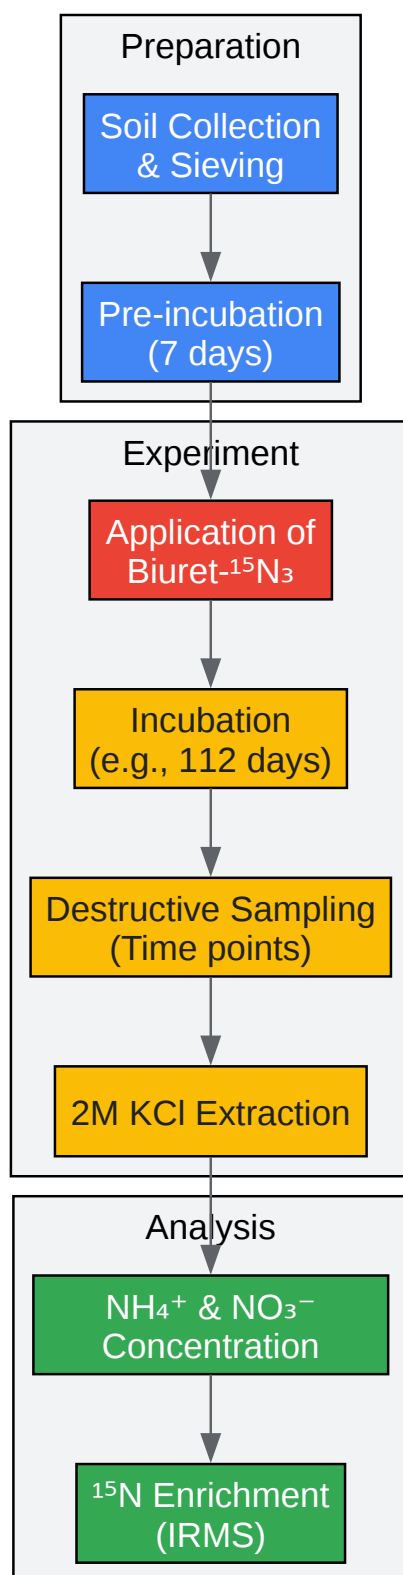 Preparation
Soil Collection
& Sieving
Pre-incubation
(7 days)
Experiment
Application of
Biuret-¹⁵N₃
Incubation
(e.g., 112 days)
Destructive Sampling
(Time points)
2M KCl Extraction
Analysis
NH₄⁺ & NO₃⁻
Concentration
¹⁵N Enrichment
(IRMS)